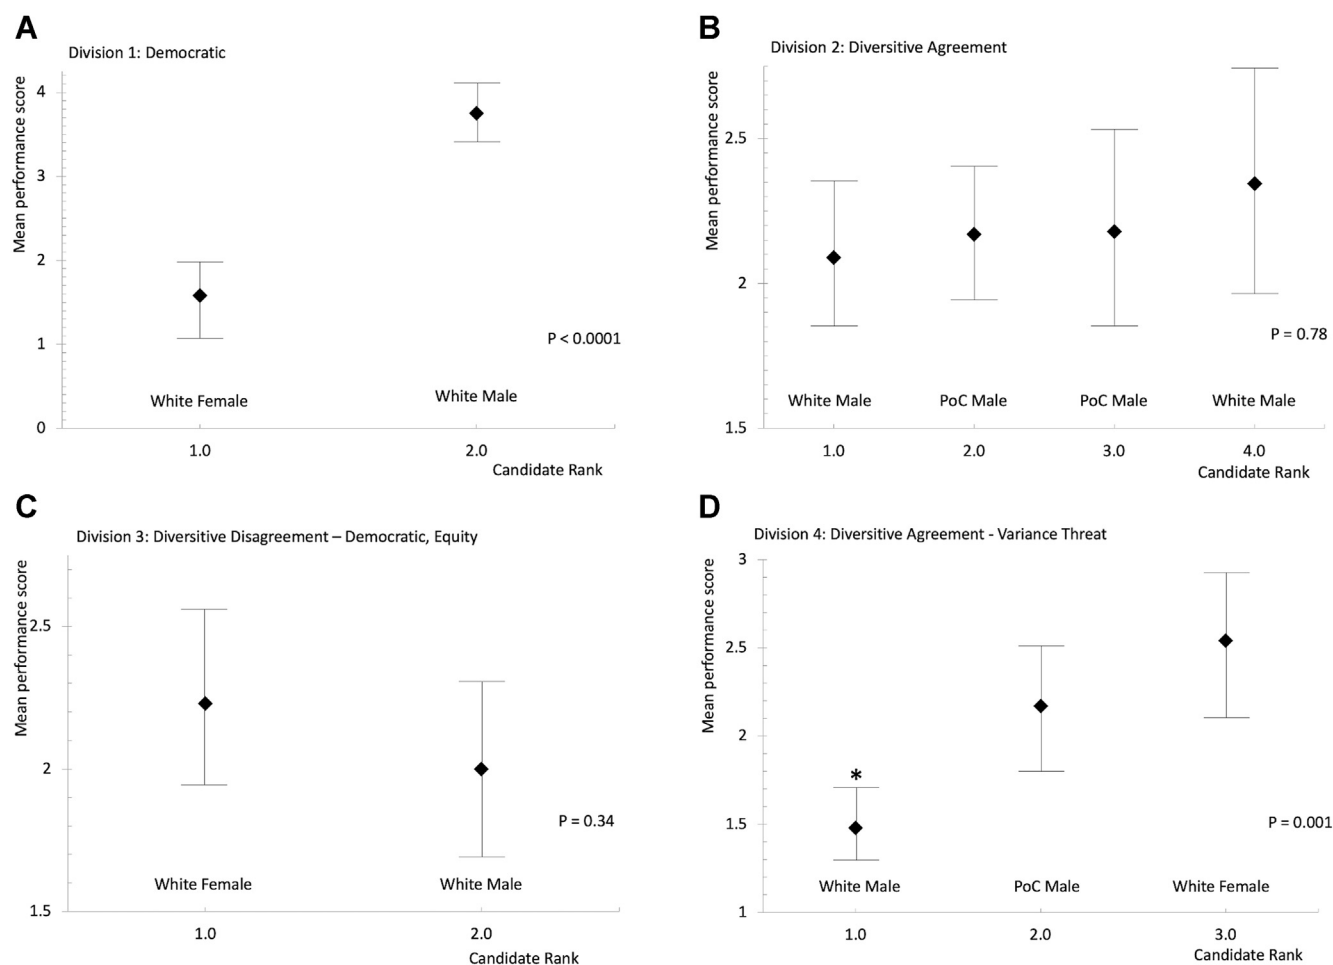 A
Division 1: Democratic
Mean performance score
4
3
2
1
0
P < 0.0001
White Female
White Male
1.0
2.0
Candidate Rank
B
Division 2: Diversitive Agreement
Mean performance score
2.5
2
1.5
P = 0.78
White Male
PoC Male
PoC Male
White Male
1.0
2.0
3.0
4.0
Candidate Rank
C
Division 3: Diversitive Disagreement – Democratic, Equity
Mean performance score
2.5
2
1.5
P = 0.34
White Female
White Male
1.0
2.0
Candidate Rank
D
Division 4: Diversitive Agreement - Variance Threat
Mean performance score
3
2.5
2
1.5
1
*
P = 0.001
White Male
PoC Male
White Female
1.0
2.0
3.0
Candidate Rank